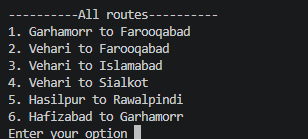 ----------All routes----------
1. Garhamorr to Farooqabad
2. Vehari to Farooqabad
3. Vehari to Islamabad
4. Vehari to Sialkot
5. Hasilpur to Rawalpindi
6. Hafizabad to Garhamorr
Enter your option